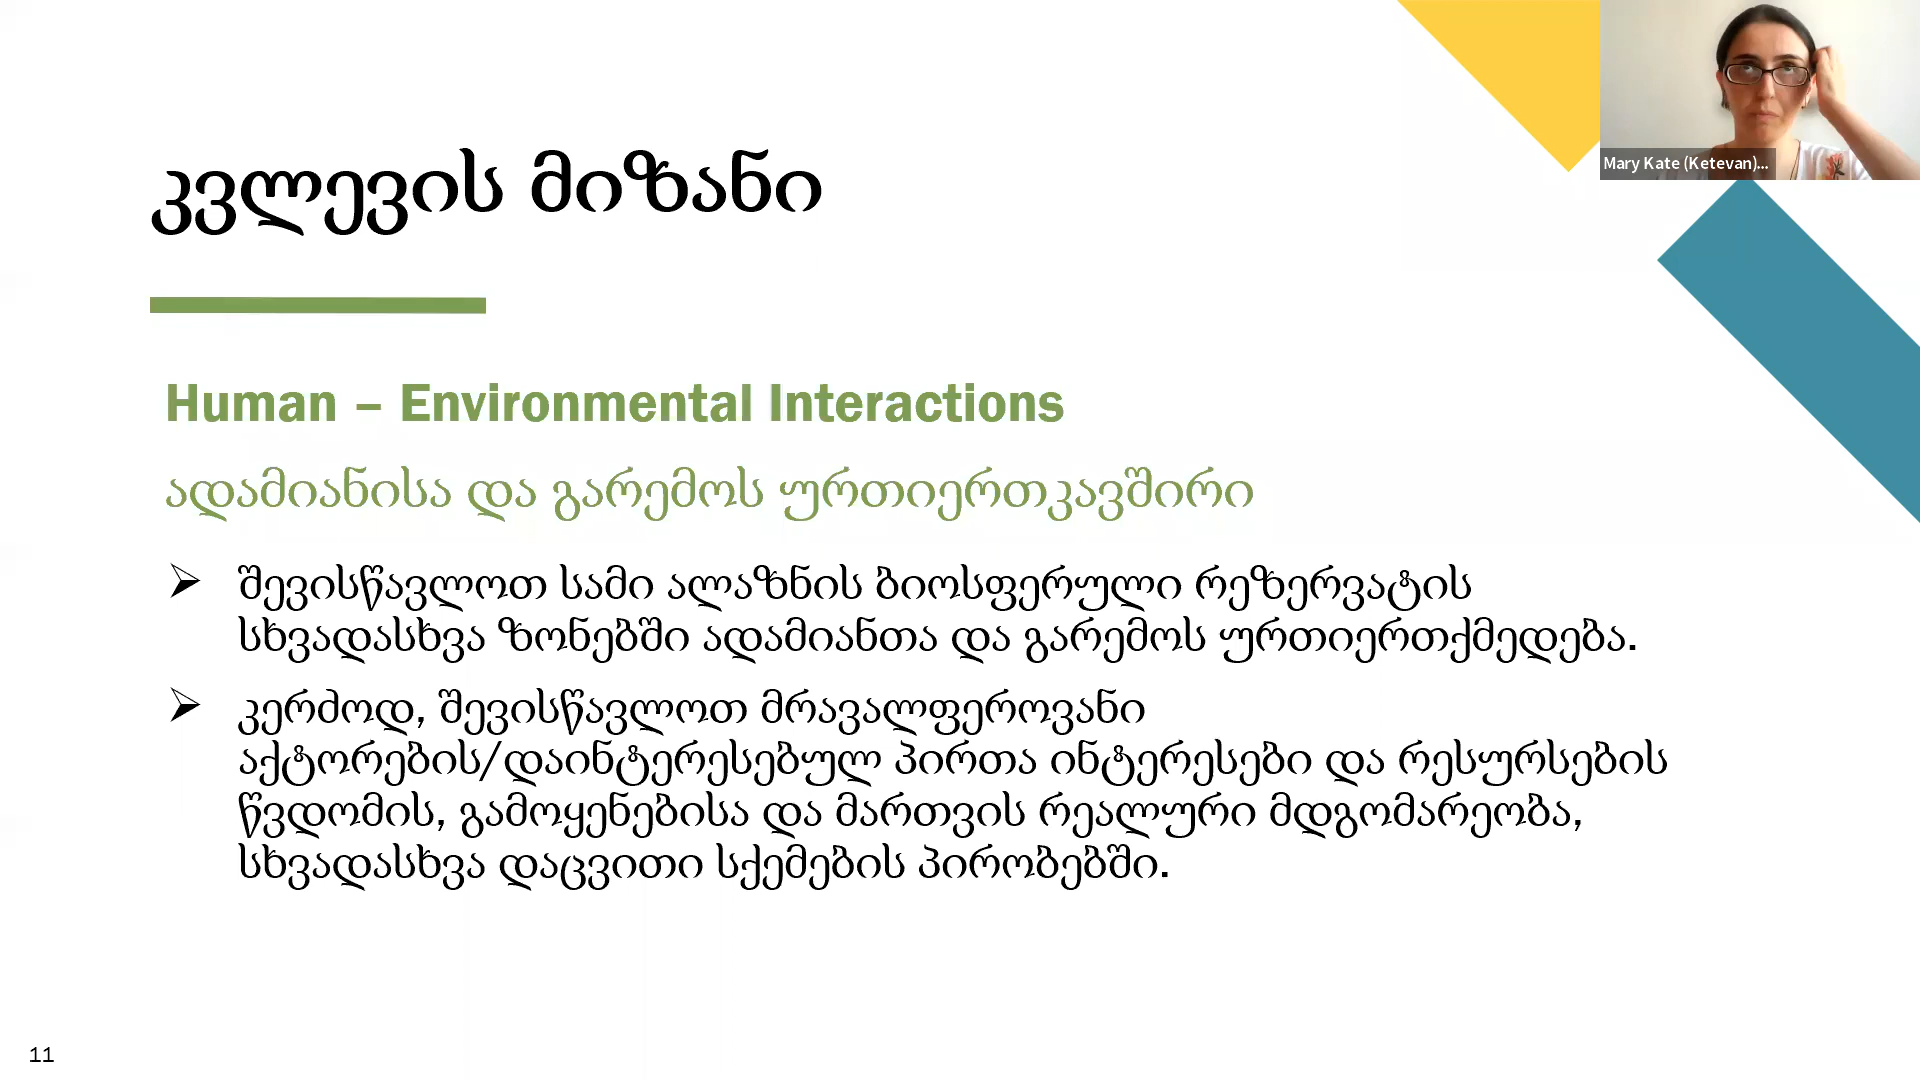 კვლევის მიზანი
Mary Kate (Ketevan)...
Human – Environmental Interactions
ადამიანისა და გარემოს ურთიერთკავშირი
➢ შევისწავლოთ სამი ალაზნის ბიოსფერული რეზერვატის
სხვადასხვა ზონებში ადამიანთა და გარემოს ურთიერთქმედება.
➢ კერძოდ, შევისწავლოთ მრავალფეროვანი
აქტორების/დაინტერესებულ პირთა ინტერესები და რესურსების
წვდომის, გამოყენებისა და მართვის რეალური მდგომარეობა,
სხვადასხვა დაცვითი სქემების პირობებში.
11